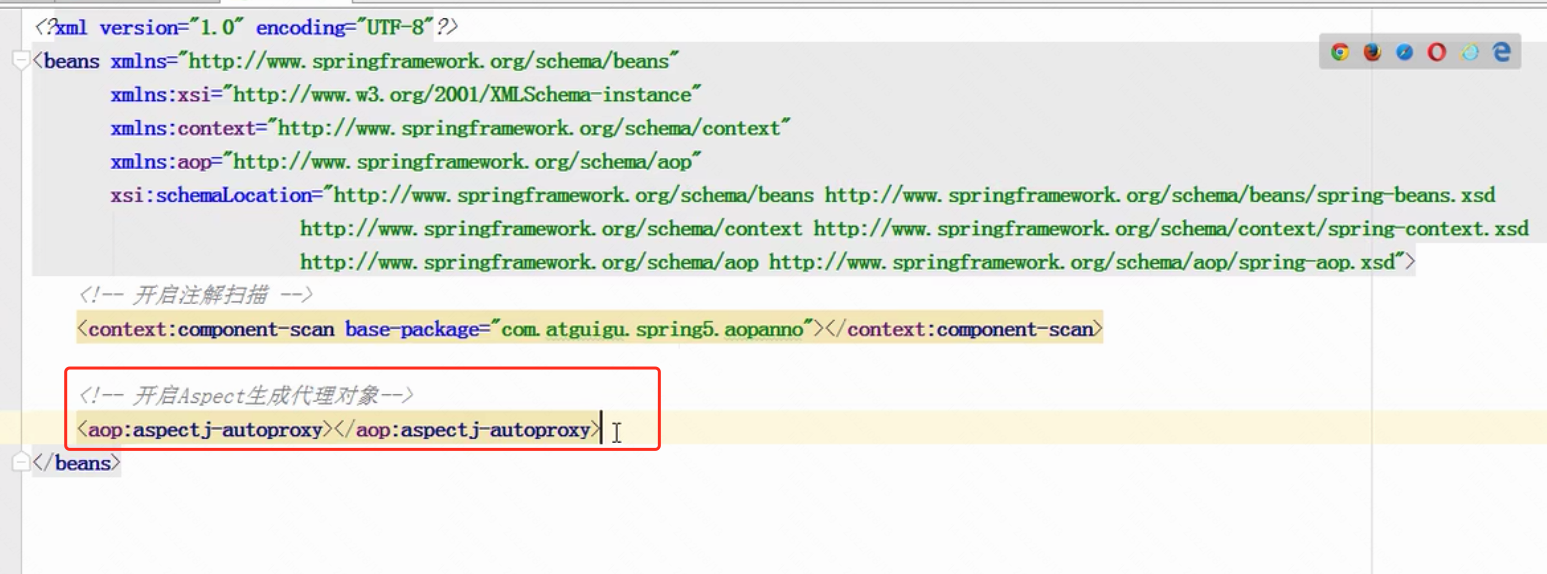 <?xml version="1.0" encoding="UTF-8"?>
<beans xmlns="http://www.springframework.org/schema/beans"
xmlns:xsi="http://www.w3.org/2001/XMLSchema-instance"
xmlns:context="http://www.springframework.org/schema/context"
xmlns:aop="http://www.springframework.org/schema/aop"
xsi:schemaLocation="http://www.springframework.org/schema/beans http://www.springframework.org/schema/beans/spring-beans.xsd
http://www.springframework.org/schema/context http://www.springframework.org/schema/context/spring-context.xsd
http://www.springframework.org/schema/aop http://www.springframework.org/schema/aop/spring-aop.xsd">
<!-- 开启注解扫描 -->
<context:component-scan base-package="com.atguigu.spring5.aopanno"></context:component-scan>
<!-- 开启Aspect生成代理对象-->
<aop:aspectj-autoproxy></aop:aspectj-autoproxy>
</beans>